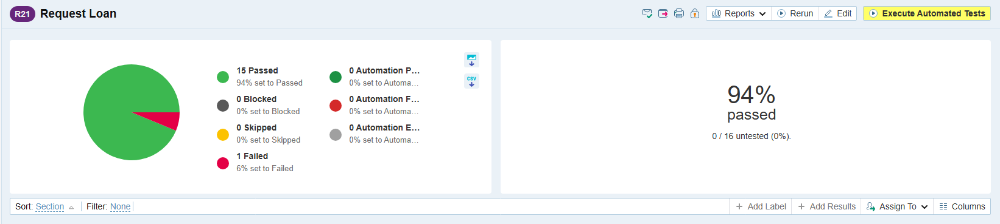 R21 Request Loan
Reports Rerun Edit Execute Automated Tests
15 Passed
94% set to Passed
0 Blocked
0% set to Blocked
0 Skipped
0% set to Skipped
1 Failed
6% set to Failed
0 Automation P...
0% set to Automa...
0 Automation F...
0% set to Automa...
0 Automation E...
0% set to Automa...
CSV
94%
passed
0 / 16 untested (0%).
Sort: Section Filter: None + Add Label + Add Results Assign To Columns